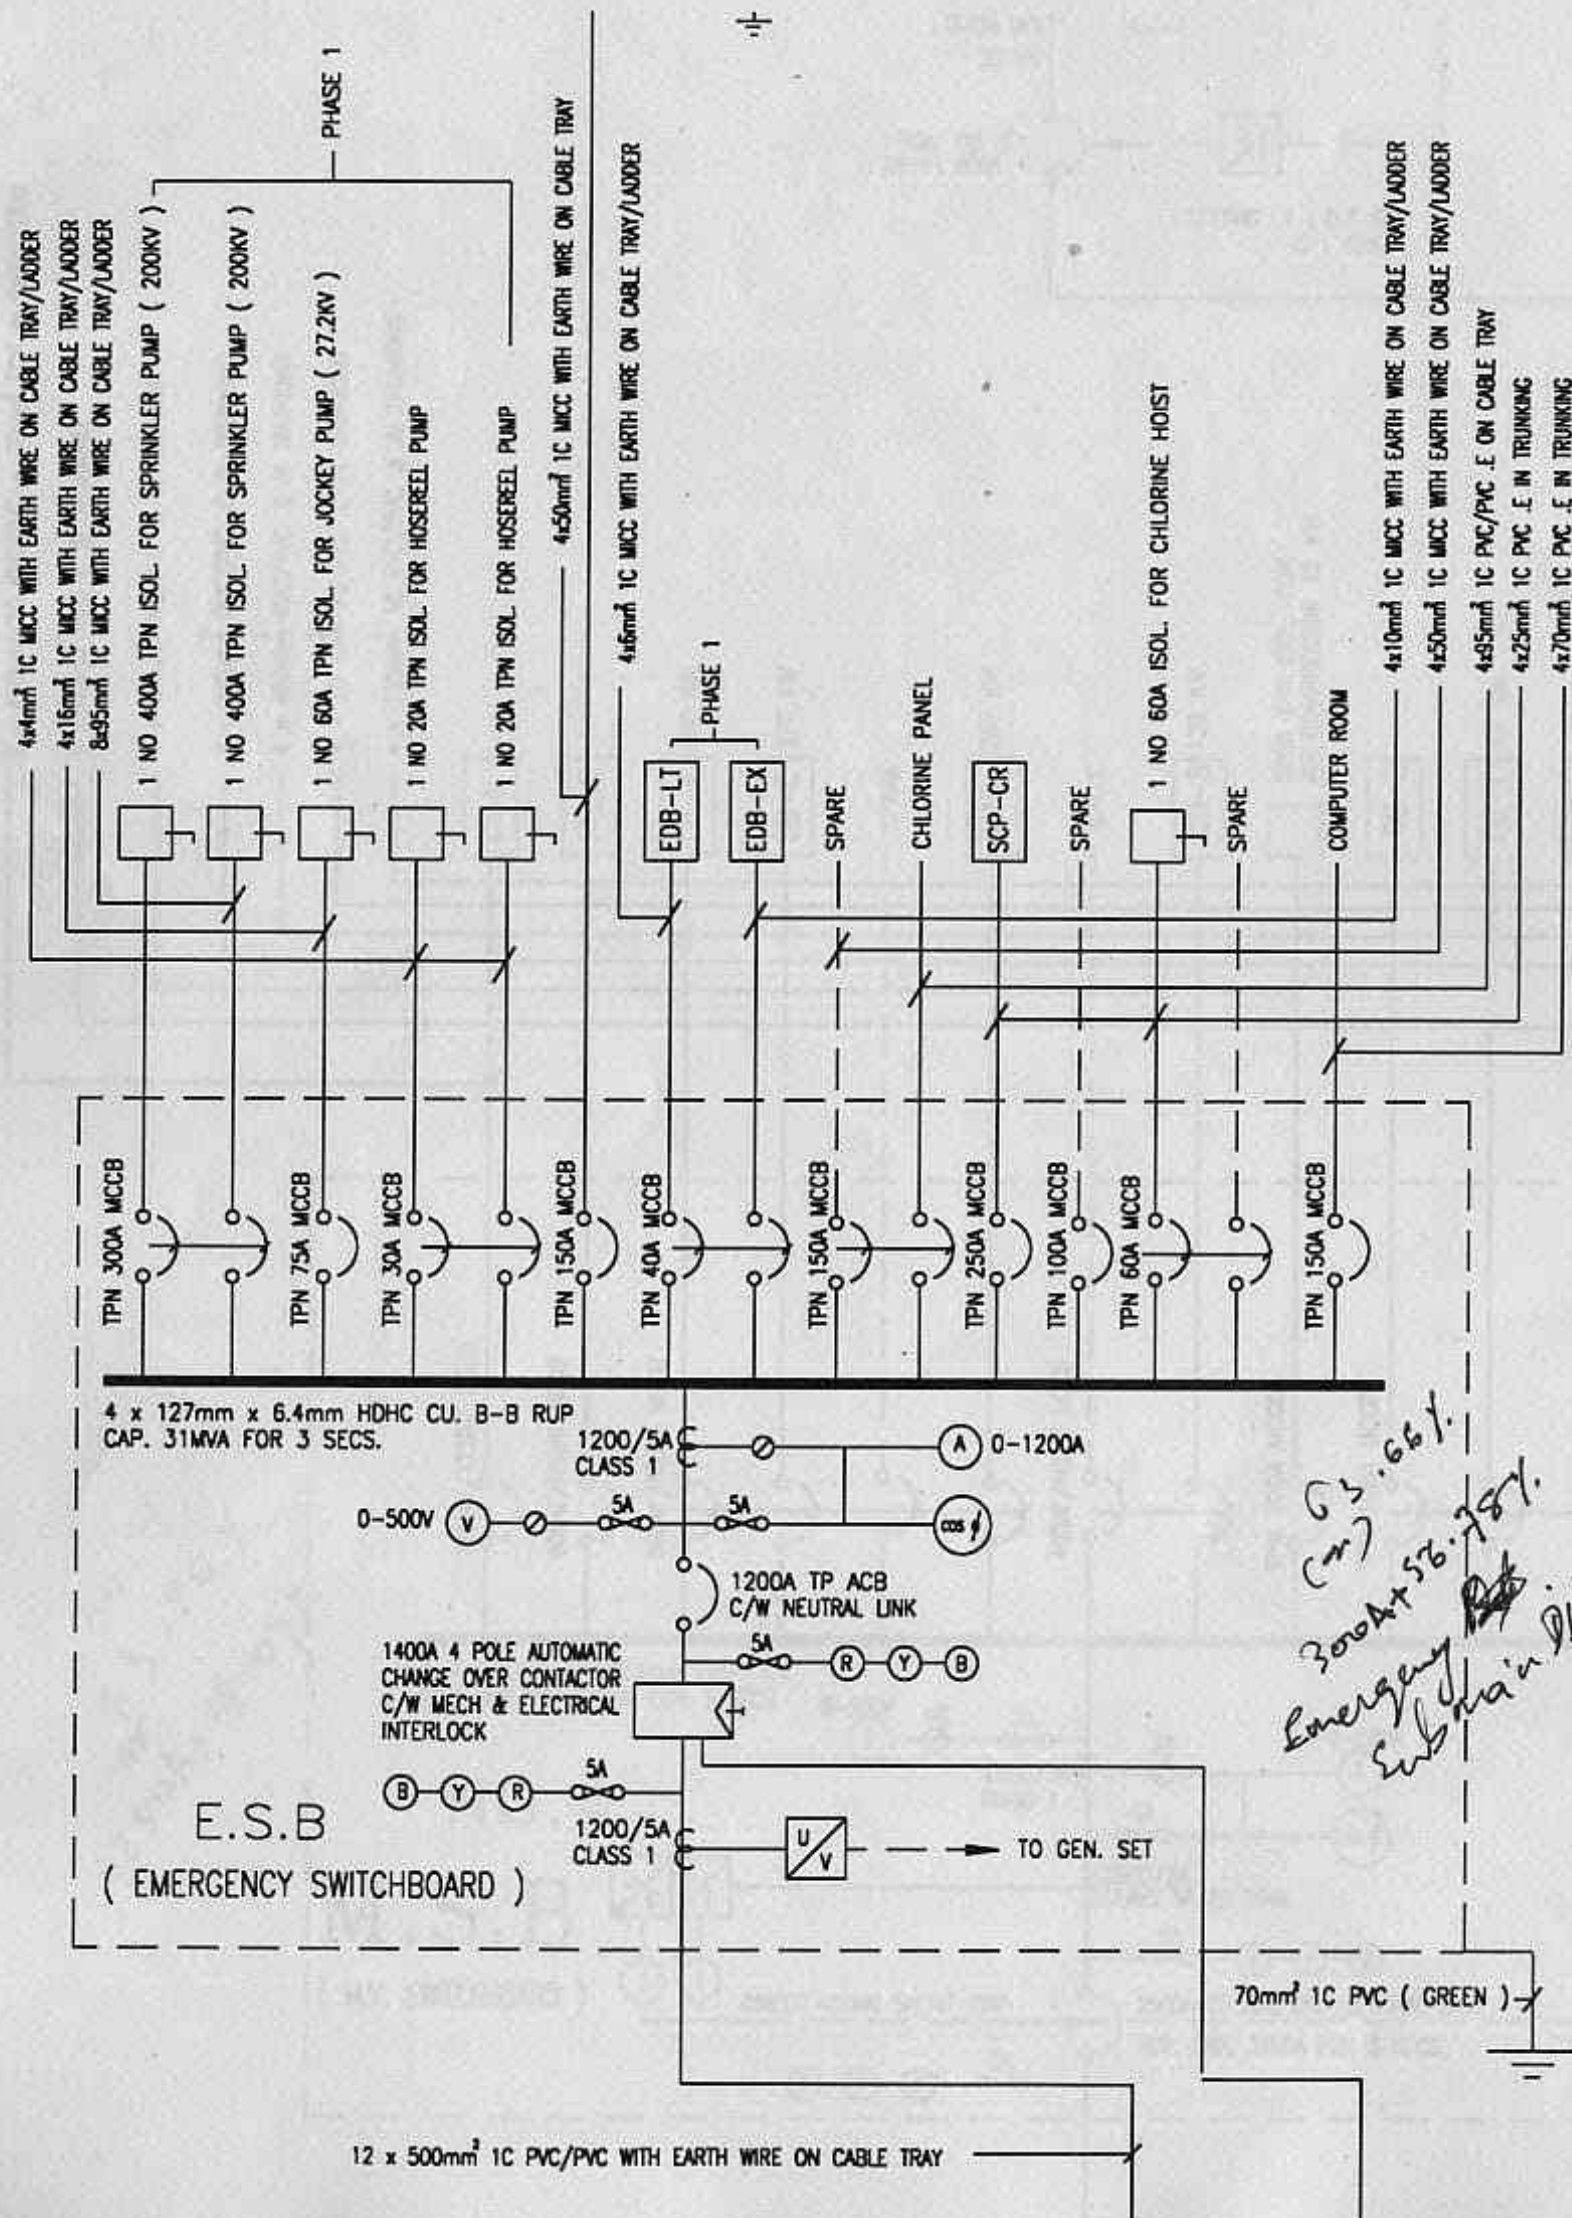 4x4mm² 1C MICC WITH EARTH WIRE ON CABLE TRAY/LADDER
4x16mm² 1C MICC WITH EARTH WIRE ON CABLE TRAY/LADDER
8x95mm² 1C MICC WITH EARTH WIRE ON CABLE TRAY/LADDER
1 NO 400A TPN ISOL. FOR SPRINKLER PUMP ( 200KV )
1 NO 400A TPN ISOL. FOR SPRINKLER PUMP ( 200KV )
1 NO 60A TPN ISOL. FOR JOCKEY PUMP ( 27.2KV )
1 NO 20A TPN ISOL. FOR HOSEREEL PUMP
1 NO 20A TPN ISOL. FOR HOSEREEL PUMP
PHASE 1
4x50mm² 1C MICC WITH EARTH WIRE ON CABLE TRAY
4x6mm² 1C MICC WITH EARTH WIRE ON CABLE TRAY/LADDER
EDB-LT
EDB-EX
PHASE 1
SPARE
CHLORINE PANEL
SCP-CR
SPARE
1 NO 60A ISOL. FOR CHLORINE HOIST
SPARE
COMPUTER ROOM
4x10mm² 1C MICC WITH EARTH WIRE ON CABLE TRAY/LADDER
4x50mm² 1C MICC WITH EARTH WIRE ON CABLE TRAY/LADDER
4x95mm² 1C PVC/PVC .E ON CABLE TRAY
4x25mm² 1C PVC .E IN TRUNKING
4x70mm² 1C PVC .E IN TRUNKING
TPN 300A MCCB
TPN 75A MCCB
TPN 30A MCCB
TPN 150A MCCB
TPN 40A MCCB
TPN 150A MCCB
TPN 250A MCCB
TPN 100A MCCB
TPN 60A MCCB
TPN 150A MCCB
4 x 127mm x 6.4mm HDHC CU. B-B RUP
CAP. 31MVA FOR 3 SECS.
1200/5A
CLASS 1
A
0-1200A
0-500V
V
5A
5A
cos ϕ
1200A TP ACB
C/W NEUTRAL LINK
5A
R
Y
B
1400A 4 POLE AUTOMATIC
CHANGE OVER CONTACTOR
C/W MECH & ELECTRICAL
INTERLOCK
B
Y
R
5A
1200/5A
CLASS 1
U/V
TO GEN. SET
E.S.B
( EMERGENCY SWITCHBOARD )
63.66%.
(or)
300A+ 56.78%.
Emergency
Submain
70mm² 1C PVC ( GREEN )
12 x 500mm² 1C PVC/PVC WITH EARTH WIRE ON CABLE TRAY